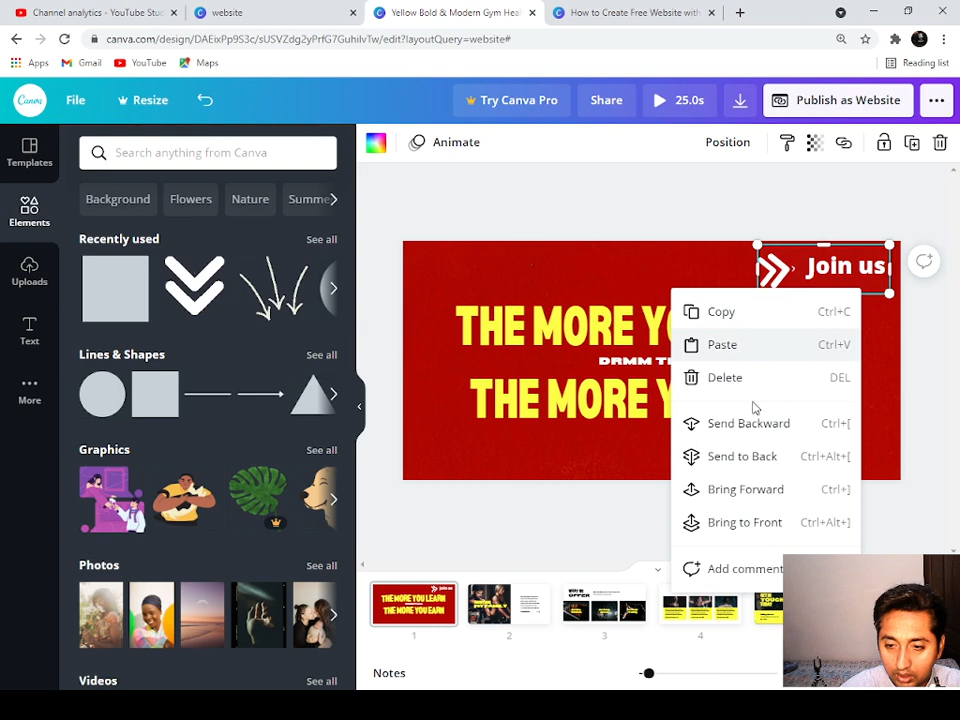 Channel analytics - YouTube Stu
website
Yellow Bold & Modern Gym Hea
How to Create Free Website with
canva.com/design/DAEixPp9S3c/sUSVZdg2yPrfG7GuhiIvTw/edit?layoutQuery=website#
Apps
Gmail
YouTube
Maps
Reading list
Canva
File
Resize
Try Canva Pro
Share
25.0s
Publish as Website
Templates
Elements
Uploads
Text
More
Search anything from Canva
Background
Flowers
Nature
Summe
Recently used
See all
Lines & Shapes
See all
Graphics
See all
Photos
See all
Videos
See all
Animate
Position
Join us
THE MORE YO
DRMM T
THE MORE Y
Copy
Ctrl+C
Paste
Ctrl+V
Delete
DEL
Send Backward
Ctrl+[
Send to Back
Ctrl+Alt+[
Bring Forward
Ctrl+]
Bring to Front
Ctrl+Alt+]
Add comment
Join us
THE MORE YOU LEARN
THE MORE YOU EARN
1
2
3
4
Notes